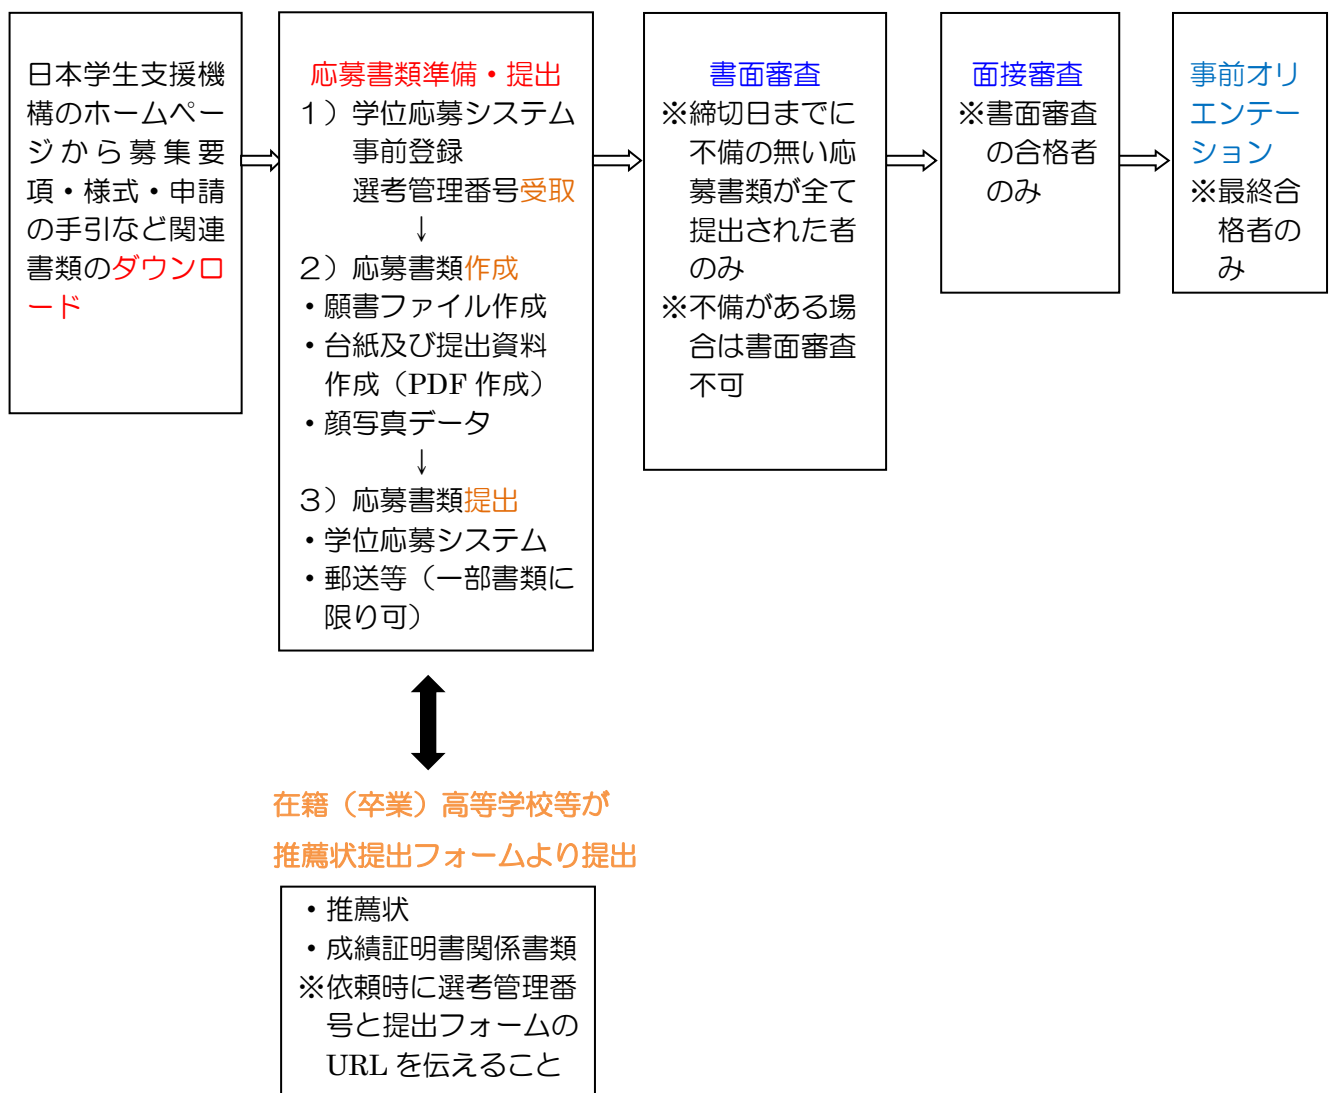 日本学生支援機
構のホームペー
ジから募集要
項・様式・申請
の手引など関連
書類のダウンロ
ード
応募書類準備・提出
１）学位応募システム
事前登録
選考管理番号受取
↓
２）応募書類作成
・願書ファイル作成
・台紙及び提出資料
作成（PDF 作成）
・顔写真データ
↓
３）応募書類提出
・学位応募システム
・郵送等（一部書類に
限り可）
書面審査
※締切日までに
不備の無い応
募書類が全て
提出された者
のみ
※不備がある場
合は書面審査
不可
面接審査
※書面審査
の合格者
のみ
事前オリ
エンテー
ション
※最終合
格者の
み
在籍（卒業）高等学校等が
推薦状提出フォームより提出
・推薦状
・成績証明書関係書類
※依頼時に選考管理番
号と提出フォームの
URL を伝えること